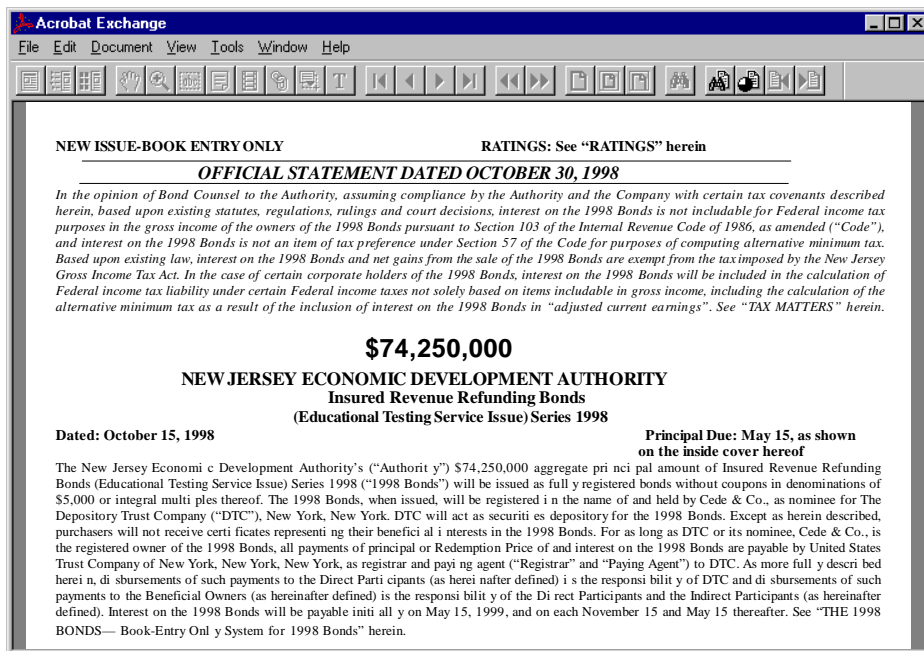 Acrobat Exchange
File Edit Document View Tools Window Help
NEW ISSUE-BOOK ENTRY ONLY RATINGS: See “RATINGS” herein
OFFICIAL STATEMENT DATED OCTOBER 30, 1998
In the opinion of Bond Counsel to the Authority, assuming compliance by the Authority and the Company with certain tax covenants described
herein, based upon existing statutes, regulations, rulings and court decisions, interest on the 1998 Bonds is not includable for Federal income tax
purposes in the gross income of the owners of the 1998 Bonds pursuant to Section 103 of the Internal Revenue Code of 1986, as amended (“Code”),
and interest on the 1998 Bonds is not an item of tax preference under Section 57 of the Code for purposes of computing alternative minimum tax.
Based upon existing law, interest on the 1998 Bonds and net gains from the sale of the 1998 Bonds are exempt from the tax imposed by the New Jersey
Gross Income Tax Act. In the case of certain corporate holders of the 1998 Bonds, interest on the 1998 Bonds will be included in the calculation of
Federal income tax liability under certain Federal income taxes not solely based on items includable in gross income, including the calculation of the
alternative minimum tax as a result of the inclusion of interest on the 1998 Bonds in “adjusted current earnings”. See “TAX MATTERS” herein.
$74,250,000
NEW JERSEY ECONOMIC DEVELOPMENT AUTHORITY
Insured Revenue Refunding Bonds
(Educational Testing Service Issue) Series 1998
Dated: October 15, 1998 Principal Due: May 15, as shown
on the inside cover hereof
The New Jersey Economi c Development Authority’s (“Authorit y”) $74,250,000 aggregate pri nci pal amount of Insured Revenue Refunding
Bonds (Educational Testing Service Issue) Series 1998 (“1998 Bonds”) will be issued as full y registered bonds without coupons in denominations of
$5,000 or integral multi ples thereof. The 1998 Bonds, when issued, will be registered i n the name of and held by Cede & Co., as nominee for The
Depository Trust Company (“DTC”), New York, New York. DTC will act as securiti es depository for the 1998 Bonds. Except as herein described,
purchasers will not receive certi ficates representi ng their benefici al i nterests in the 1998 Bonds. For as long as DTC or its nominee, Cede & Co., is
the registered owner of the 1998 Bonds, all payments of principal or Redemption Price of and interest on the 1998 Bonds are payable by United States
Trust Company of New York, New York, New York, as registrar and payi ng agent (“Registrar” and “Paying Agent”) to DTC. As more full y descri bed
herei n, di sbursements of such payments to the Direct Parti cipants (as herei nafter defined) i s the responsi bilit y of DTC and di sbursements of such
payments to the Beneficial Owners (as hereinafter defined) is the responsi bilit y of the Di rect Participants and the Indirect Participants (as hereinafter
defined). Interest on the 1998 Bonds will be payable initi all y on May 15, 1999, and on each November 15 and May 15 thereafter. See “THE 1998
BONDS— Book-Entry Onl y System for 1998 Bonds” herein.